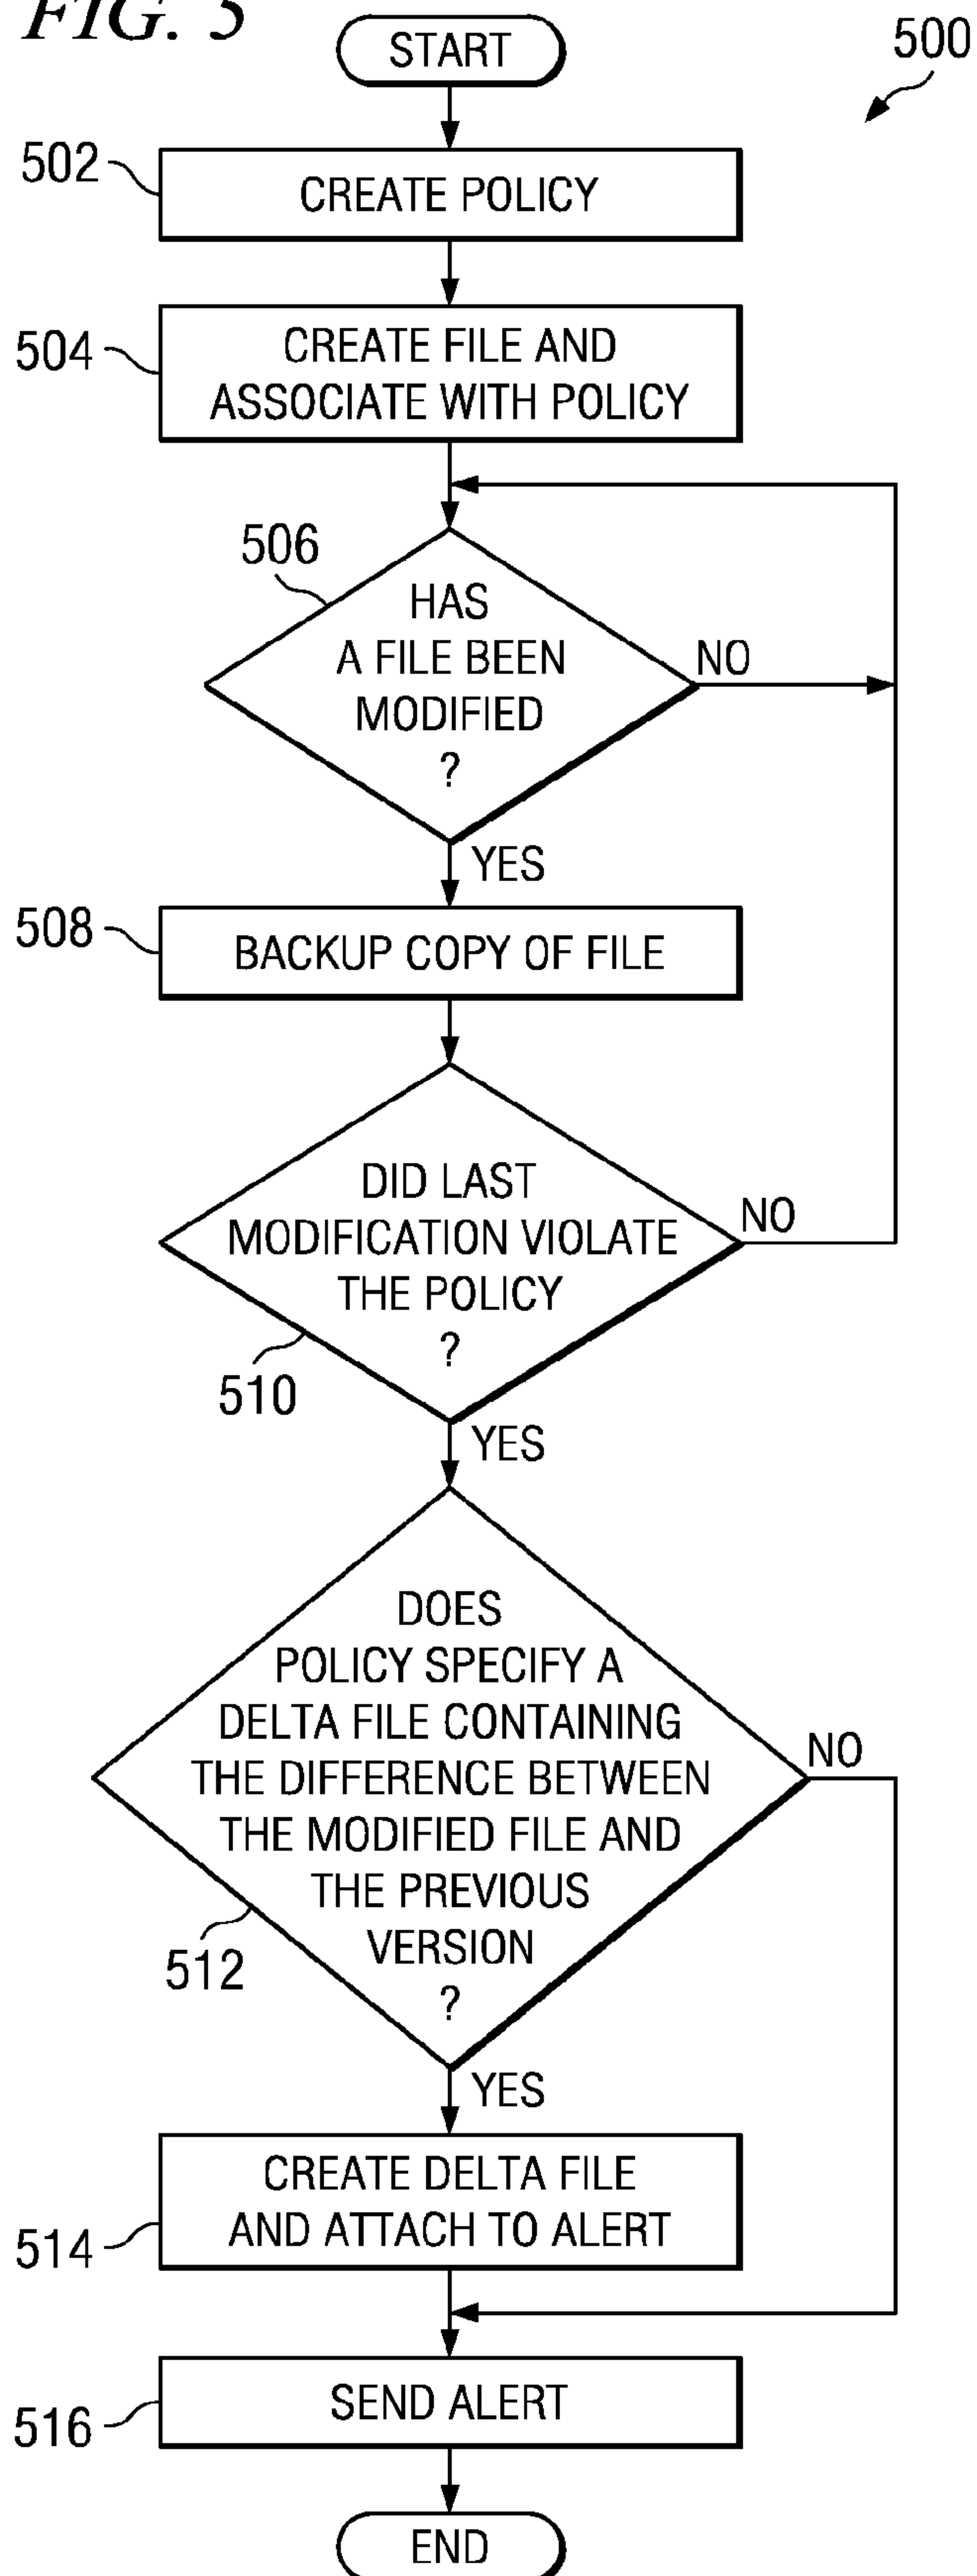 FIG. 5
START
500
502
CREATE POLICY
504
CREATE FILE AND
ASSOCIATE WITH POLICY
506
HAS
A FILE BEEN
MODIFIED
?
NO
YES
508
BACKUP COPY OF FILE
DID LAST
MODIFICATION VIOLATE
THE POLICY
?
NO
510
YES
DOES
POLICY SPECIFY A
DELTA FILE CONTAINING
THE DIFFERENCE BETWEEN
THE MODIFIED FILE AND
THE PREVIOUS
VERSION
?
NO
512
YES
CREATE DELTA FILE
AND ATTACH TO ALERT
514
SEND ALERT
516
END